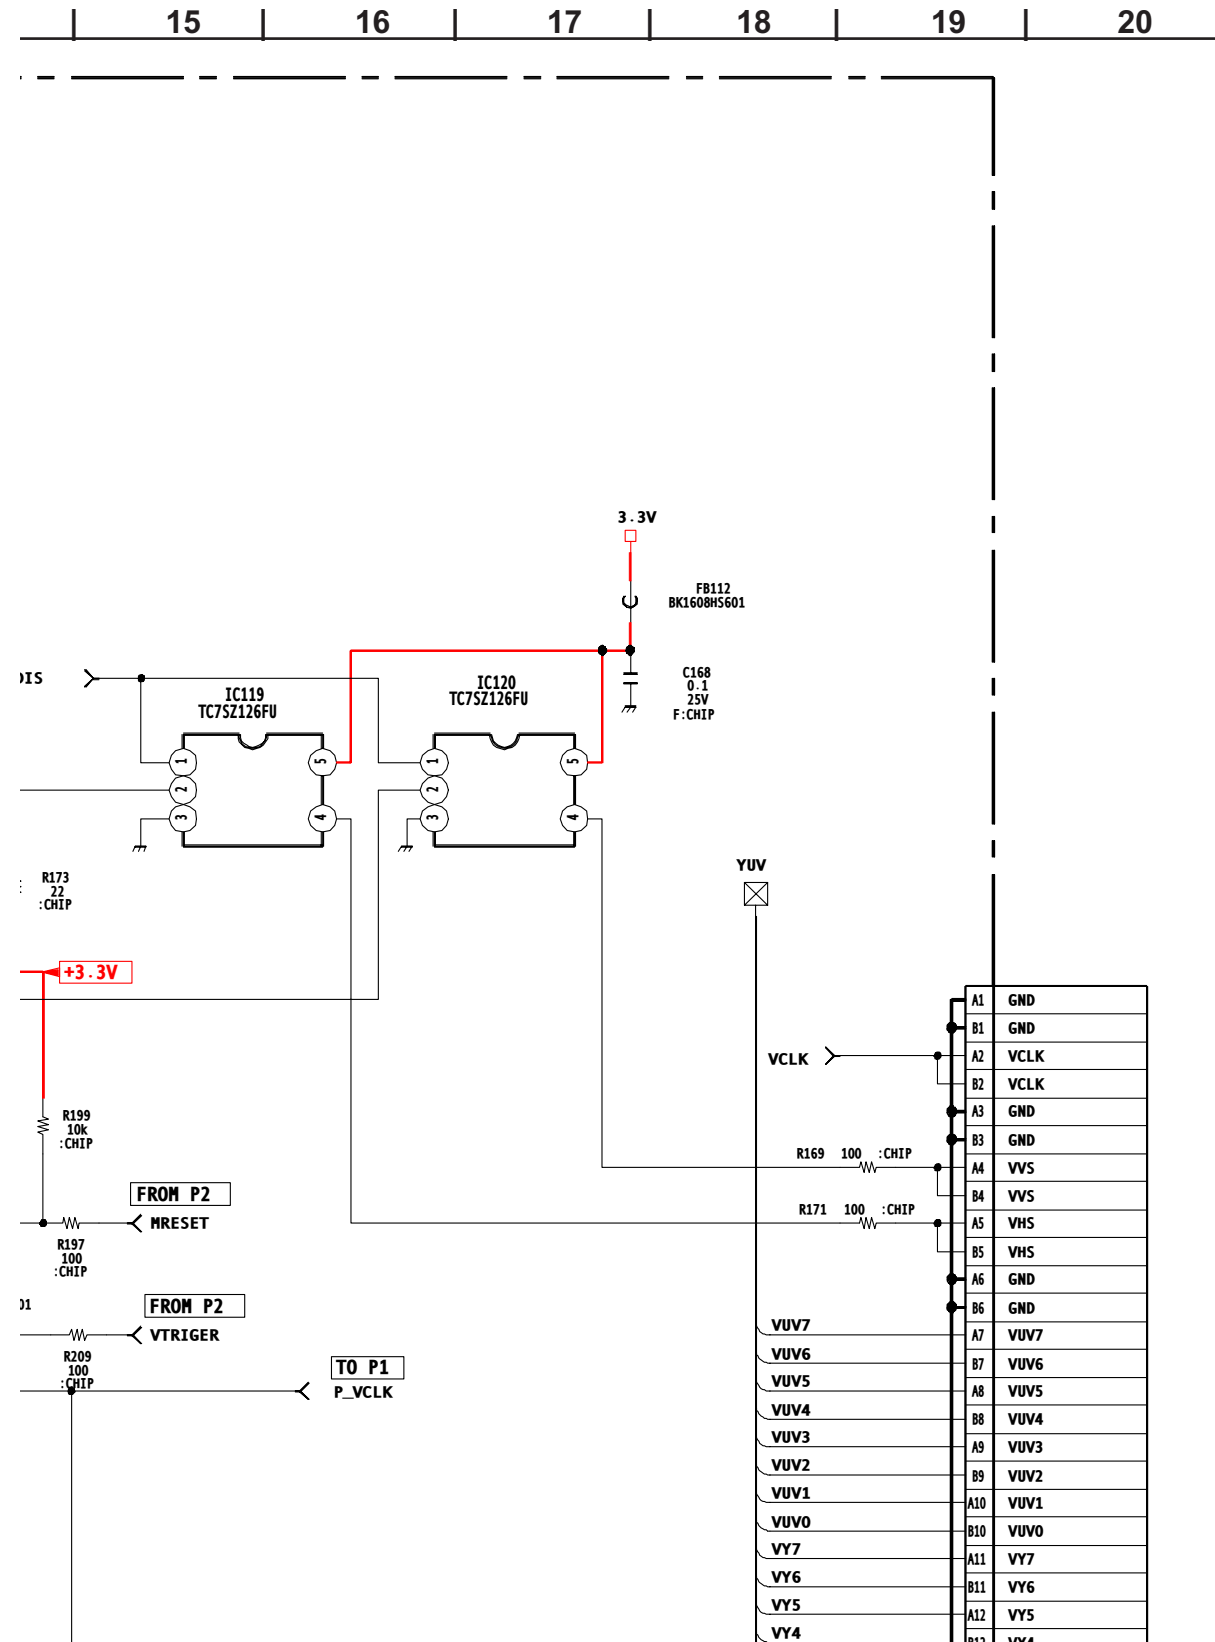 15 16 17 18 19 20
3.3V
FB112
BK1608HS601
DIS
IC119
TC7SZ126FU
IC120
TC7SZ126FU
C168
0.1
25V
F:CHIP
1 5
2
3 4
1 5
2
3 4
R173
22
:CHIP
YUV
+3.3V
A1 GND
B1 GND
VCLK
A2 VCLK
B2 VCLK
A3 GND
B3 GND
R199
10k
:CHIP
R169 100 :CHIP
A4 VVS
B4 VVS
FROM P2
MRESET
R197
100
:CHIP
R171 100 :CHIP
A5 VHS
B5 VHS
A6 GND
B6 GND
01
FROM P2
VTRIGER
R209
100
:CHIP
TO P1
P_VCLK
VUV7 A7 VUV7
VUV6 B7 VUV6
VUV5 A8 VUV5
VUV4 B8 VUV4
VUV3 A9 VUV3
VUV2 B9 VUV2
VUV1 A10 VUV1
VUV0 B10 VUV0
VY7 A11 VY7
VY6 B11 VY6
VY5 A12 VY5
VY4 B12 VY4